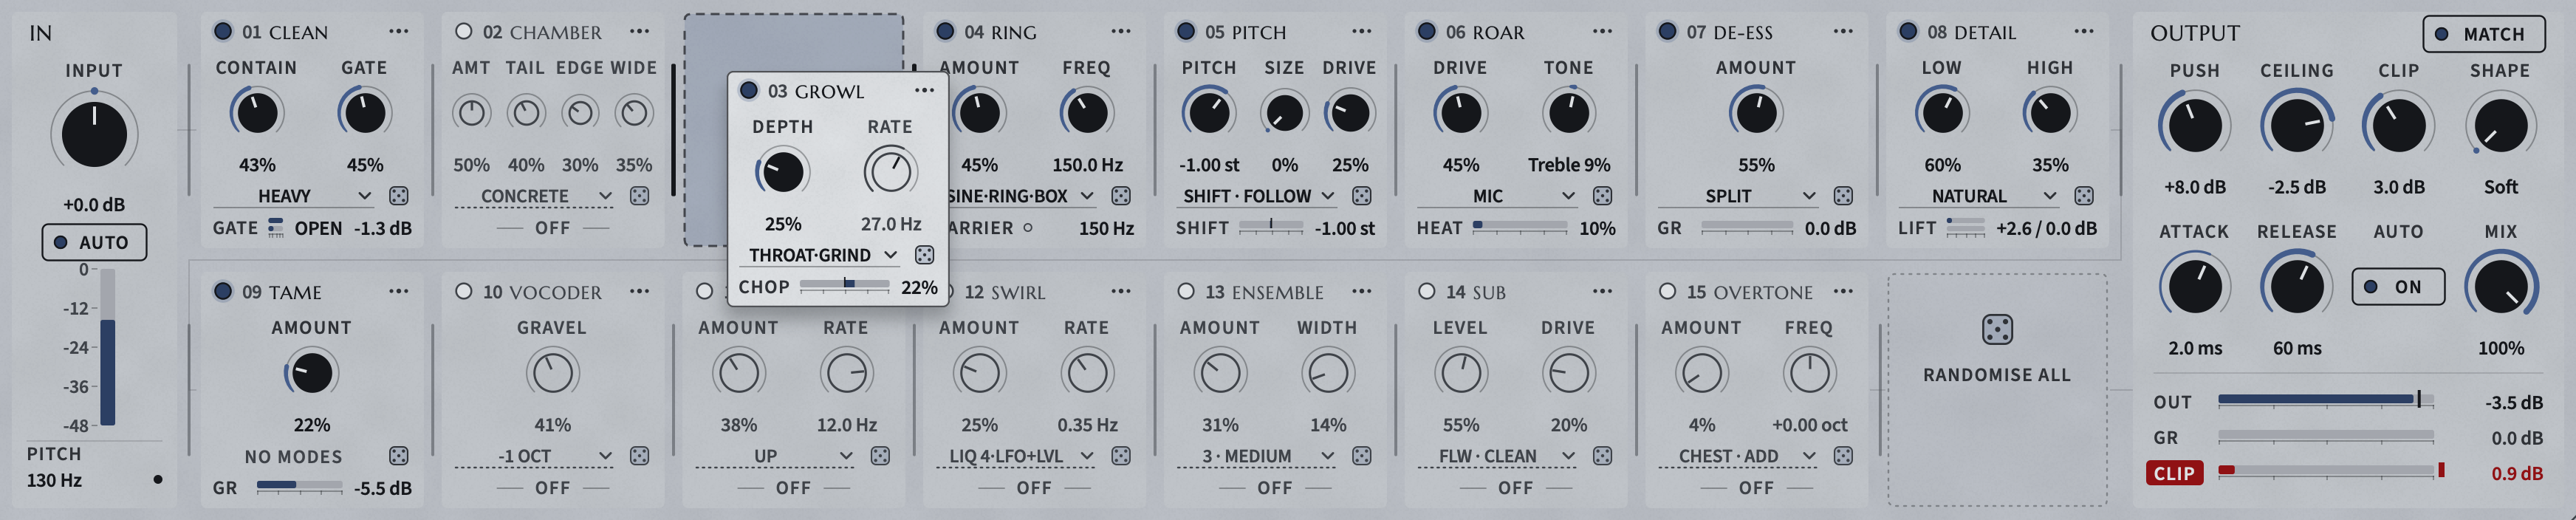 IN
INPUT
+0.0 dB
AUTO
0
-12
-24
-36
-48
PITCH
130 Hz
01 CLEAN
CONTAIN GATE
43% 45%
HEAVY
GATE OPEN -1.3 dB
02 CHAMBER
AMT TAIL EDGE WIDE
50% 40% 30% 35%
CONCRETE
OFF
03 GROWL
DEPTH RATE
25% 27.0 Hz
THROAT·GRIND
CHOP 22%
04 RING
AMOUNT FREQ
45% 150.0 Hz
SINE·RING·BOX
ARRIER 150 Hz
05 PITCH
PITCH SIZE DRIVE
-1.00 st 0% 25%
SHIFT · FOLLOW
SHIFT -1.00 st
06 ROAR
DRIVE TONE
45% Treble 9%
MIC
HEAT 10%
07 DE-ESS
AMOUNT
55%
SPLIT
GR 0.0 dB
08 DETAIL
LOW HIGH
60% 35%
NATURAL
LIFT +2.6 / 0.0 dB
09 TAME
AMOUNT
22%
NO MODES
GR -5.5 dB
10 VOCODER
GRAVEL
41%
-1 OCT
OFF
AMOUNT RATE
38% 12.0 Hz
UP
OFF
12 SWIRL
AMOUNT RATE
25% 0.35 Hz
LIQ 4·LFO+LVL
OFF
13 ENSEMBLE
AMOUNT WIDTH
31% 14%
3 · MEDIUM
OFF
14 SUB
LEVEL DRIVE
55% 20%
FLW · CLEAN
OFF
15 OVERTONE
AMOUNT FREQ
4% +0.00 oct
CHEST · ADD
OFF
RANDOMISE ALL
OUTPUT MATCH
PUSH CEILING CLIP SHAPE
+8.0 dB -2.5 dB 3.0 dB Soft
ATTACK RELEASE AUTO MIX
ON
2.0 ms 60 ms 100%
OUT -3.5 dB
GR 0.0 dB
CLIP 0.9 dB